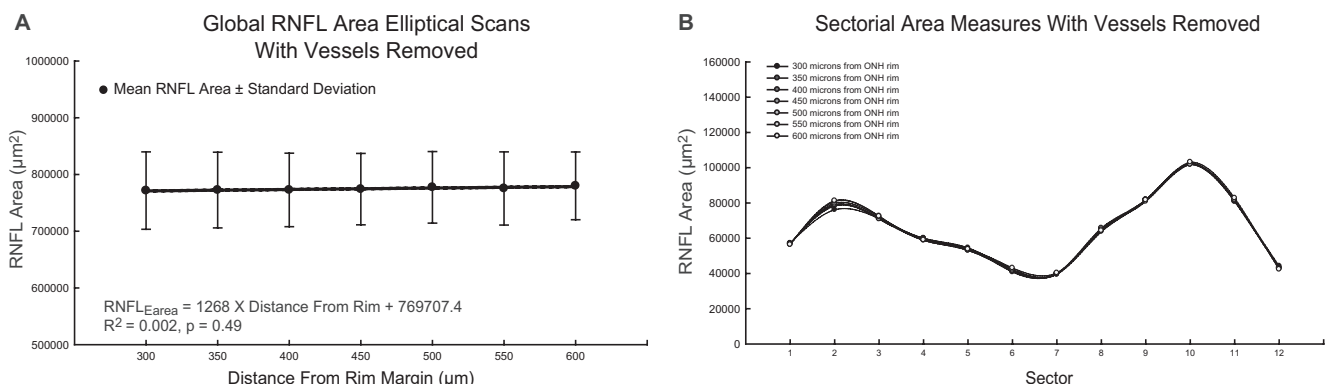 A
Global RNFL Area Elliptical Scans
With Vessels Removed
1000000
900000
800000
700000
600000
500000
RNFL Area (µm²)
Mean RNFL Area ± Standard Deviation
RNFL_Earea = 1268 X Distance From Rim + 769707.4
R² = 0.002, p = 0.49
300 350 400 450 500 550 600
Distance From Rim Margin (µm)
B
Sectorial Area Measures With Vessels Removed
160000
140000
120000
100000
80000
60000
40000
20000
0
RNFL Area (µm²)
300 microns from ONH rim
350 microns from ONH rim
400 microns from ONH rim
450 microns from ONH rim
500 microns from ONH rim
550 microns from ONH rim
600 microns from ONH rim
1 2 3 4 5 6 7 8 9 10 11 12
Sector